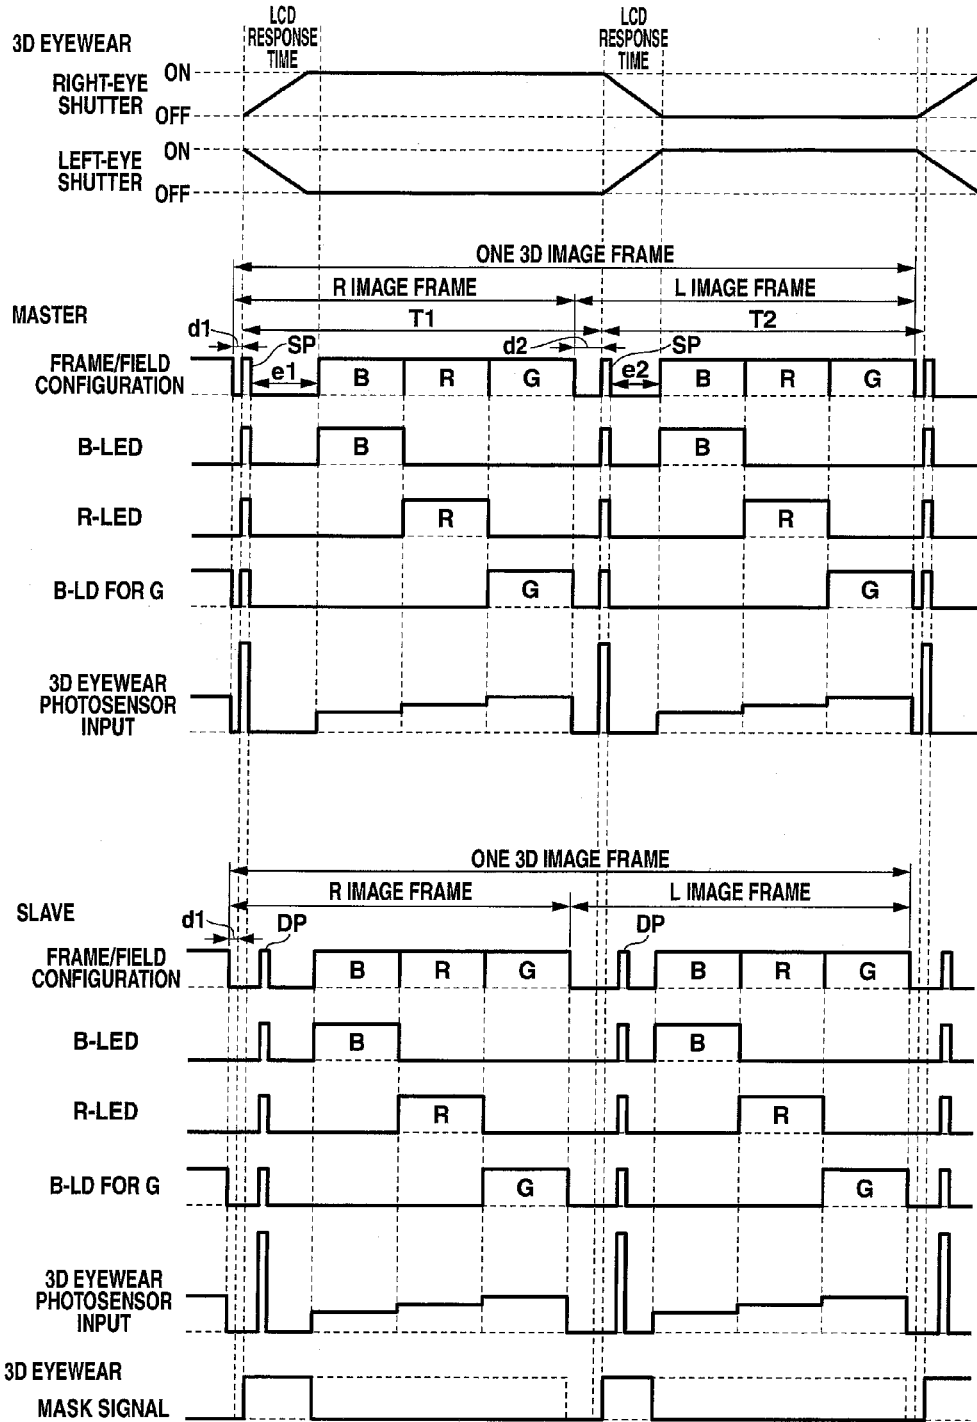 LCD RESPONSE TIME
LCD RESPONSE TIME
3D EYEWEAR
RIGHT-EYE SHUTTER
ON
OFF
LEFT-EYE SHUTTER
ON
OFF
ONE 3D IMAGE FRAME
R IMAGE FRAME
L IMAGE FRAME
MASTER
d1
T1
d2
T2
SP
SP
FRAME/FIELD CONFIGURATION
e1
B
R
G
e2
B
R
G
B-LED
B
B
R-LED
R
R
B-LD FOR G
G
G
3D EYEWEAR PHOTOSENSOR INPUT
ONE 3D IMAGE FRAME
R IMAGE FRAME
L IMAGE FRAME
SLAVE
d1
DP
DP
FRAME/FIELD CONFIGURATION
B
R
G
B
R
G
B-LED
B
B
R-LED
R
R
B-LD FOR G
G
G
3D EYEWEAR PHOTOSENSOR INPUT
3D EYEWEAR
MASK SIGNAL